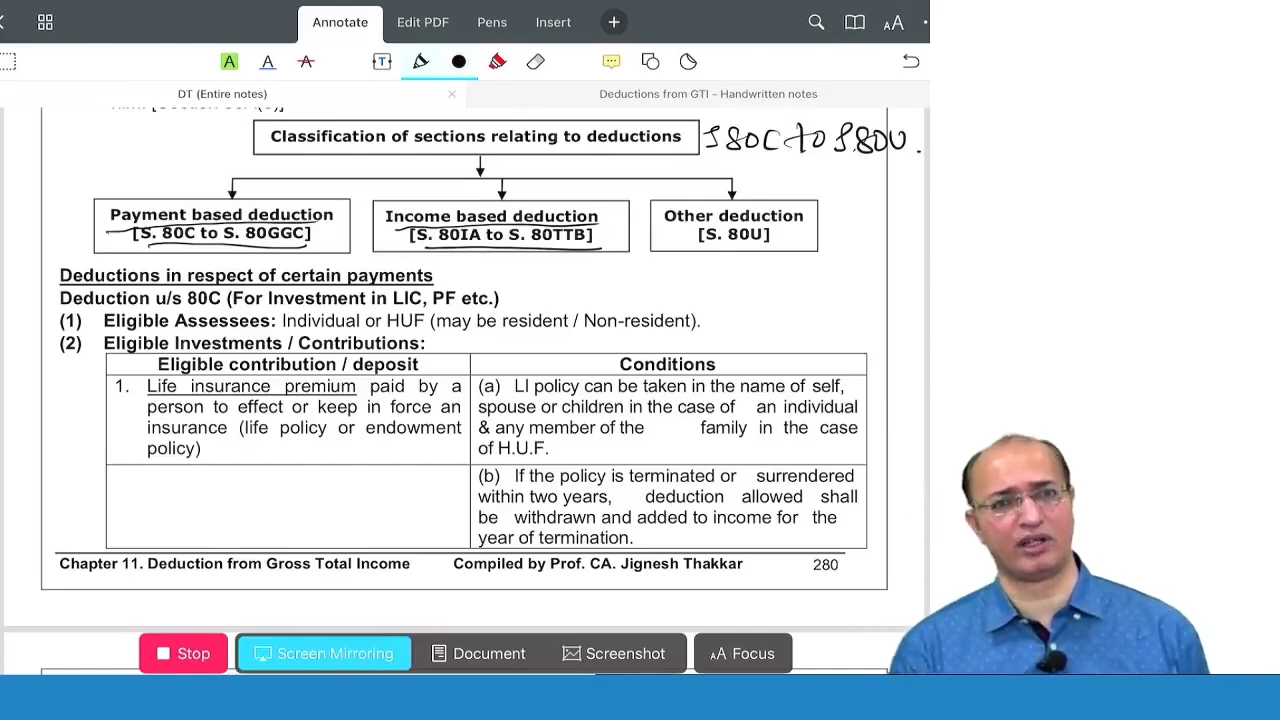 Annotate Edit PDF Pens Insert
AA
A A A T
DT (Entire notes) Deductions from GTI - Handwritten notes
Classification of sections relating to deductions S 80C to S.80U.
Payment based deduction Income based deduction Other deduction
[S. 80C to S. 80GGC] [S. 80IA to S. 80TTB] [S. 80U]
Deductions in respect of certain payments
Deduction u/s 80C (For Investment in LIC, PF etc.)
(1) Eligible Assessees: Individual or HUF (may be resident / Non-resident).
(2) Eligible Investments / Contributions:
Eligible contribution / deposit Conditions
1. Life insurance premium paid by a
person to effect or keep in force an
insurance (life policy or endowment
policy)
(a) LI policy can be taken in the name of self,
spouse or children in the case of an individual
& any member of the family in the case
of H.U.F.
(b) If the policy is terminated or surrendered
within two years, deduction allowed shall
be withdrawn and added to income for the
year of termination.
Chapter 11. Deduction from Gross Total Income Compiled by Prof. CA. Jignesh Thakkar 280
Stop Screen Mirroring Document Screenshot AA Focus